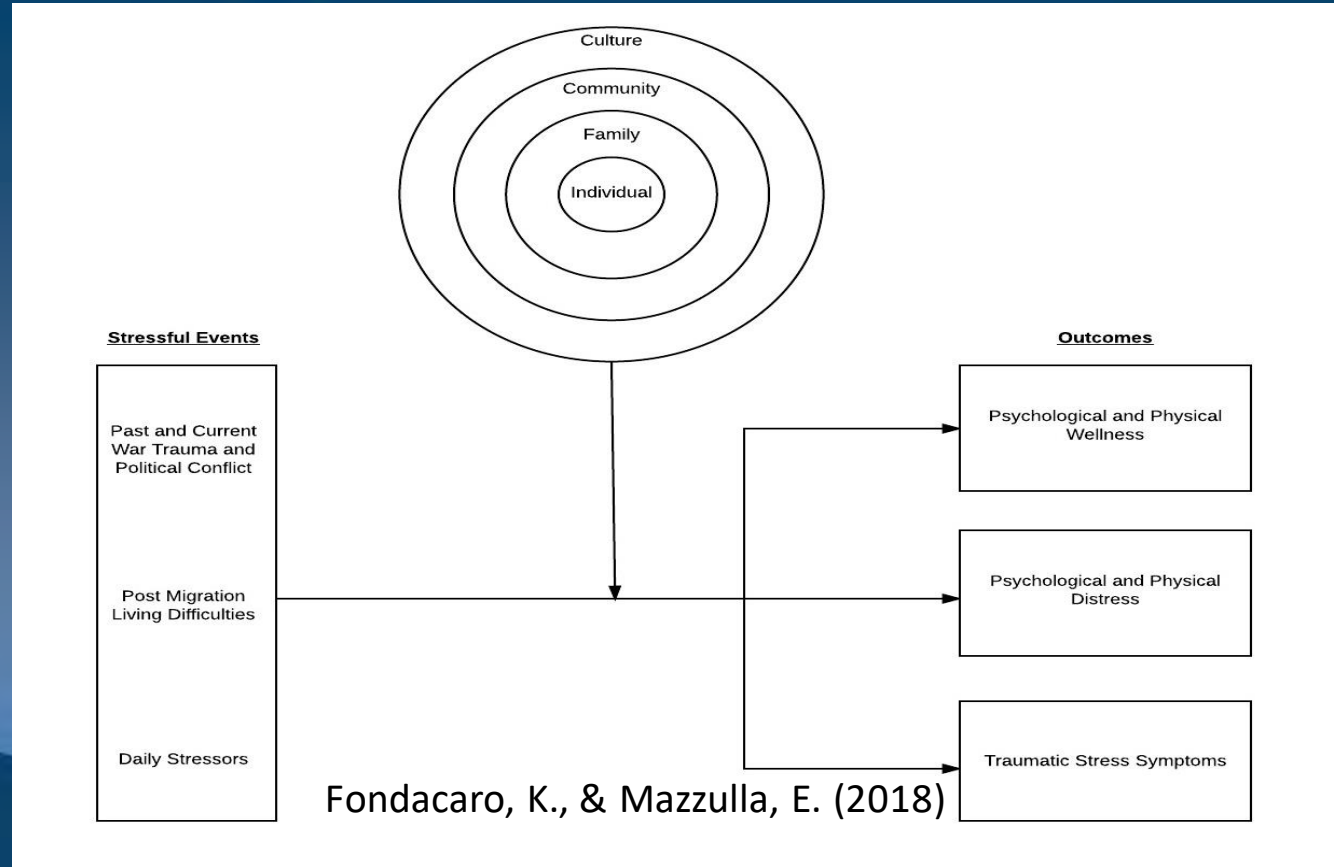 Culture
Community
Family
Individual
Stressful Events
Past and Current
War Trauma and
Political Conflict
Post Migration
Living Difficulties
Daily Stressors
Outcomes
Psychological and Physical
Wellness
Psychological and Physical
Distress
Traumatic Stress Symptoms
Fondacaro, K., & Mazzulla, E. (2018)